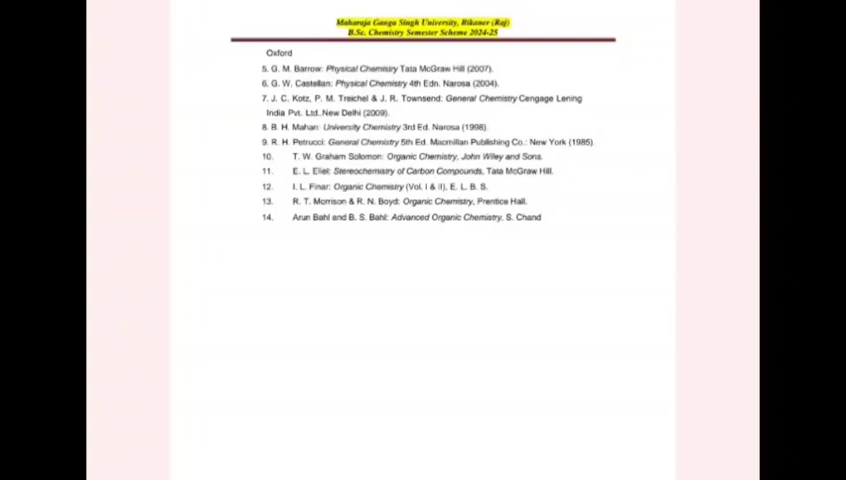 Maharaja Ganga Singh University, Bikaner (Raj)
B.Sc. Chemistry Semester Scheme 2024-25
Oxford
5. G. M. Barrow: Physical Chemistry Tata McGraw Hill (2007).
6. G. W. Castellan: Physical Chemistry 4th Edn. Narosa (2004).
7. J. C. Kotz, P. M. Treichel & J. R. Townsend: General Chemistry Cengage Lening
India Pvt. Ltd..New Delhi (2009).
8. B. H. Mahan: University Chemistry 3rd Ed. Narosa (1998).
9. R. H. Petrucci: General Chemistry 5th Ed. Macmillan Publishing Co.: New York (1985).
10. T. W. Graham Solomon: Organic Chemistry, John Wiley and Sons.
11. E. L. Eliel: Stereochemistry of Carbon Compounds, Tata McGraw Hill.
12. I. L. Finar: Organic Chemistry (Vol. I & II), E. L. B. S.
13. R. T. Morrison & R. N. Boyd: Organic Chemistry, Prentice Hall.
14. Arun Bahl and B. S. Bahl: Advanced Organic Chemistry, S. Chand